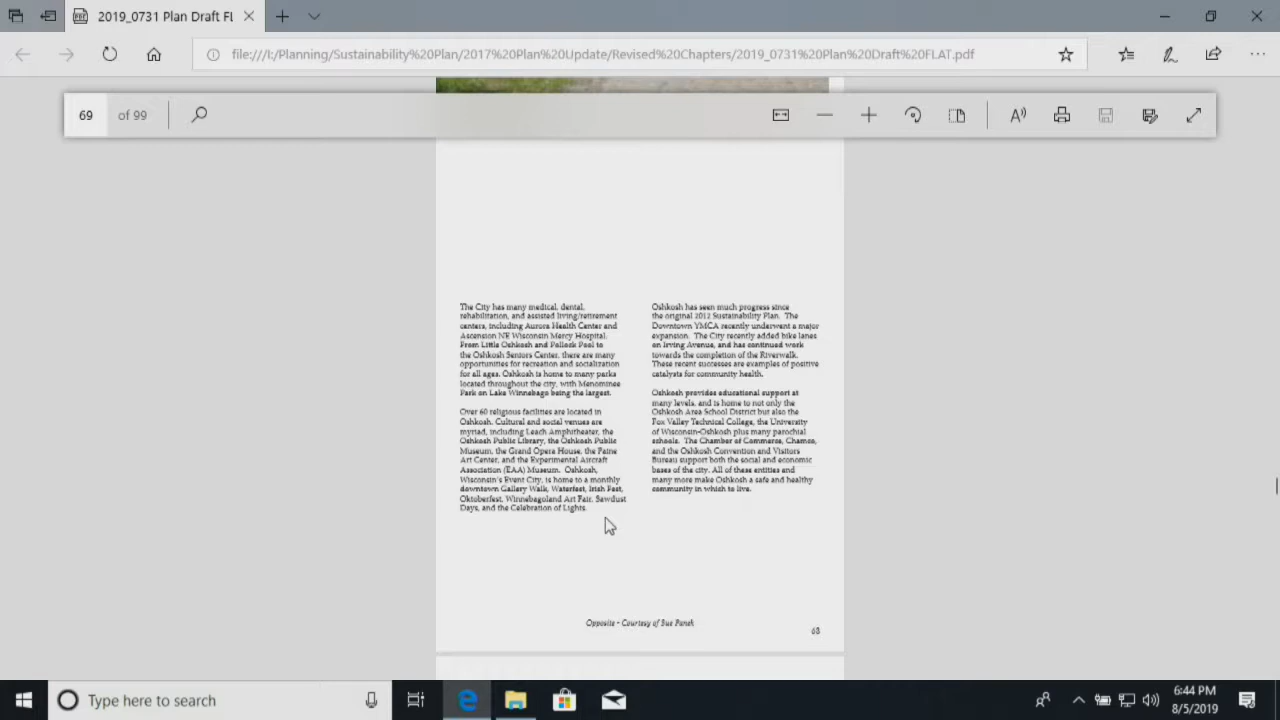 2019_0731 Plan Draft Fl
file:///I:/Planning/Sustainability%20Plan/2017%20Plan%20Update/Revised%20Chapters/2019_0731%20Plan%20Draft%20FLAT.pdf
69 of 99
The City has many medical, dental,
rehabilitation, and assisted living/retirement
centers, including Aurora Health Center and
Ascension NE Wisconsin Mercy Hospital.
From Little Oshkosh and Pollock Pool to
the Oshkosh Seniors Center, there are many
opportunities for recreation and socialization
for all ages. Oshkosh is home to many parks
located throughout the city, with Menominee
Park on Lake Winnebago being the largest.
Over 60 religious facilities are located in
Oshkosh. Cultural and social venues are
myriad, including Leach Amphitheater, the
Oshkosh Public Library, the Oshkosh Public
Museum, the Grand Opera House, the Paine
Art Center, and the Experimental Aircraft
Association (EAA) Museum. Oshkosh,
Wisconsin's Event City, is home to a monthly
downtown Gallery Walk, Waterfest, Irish Fest,
Oktoberfest, Winnebagoland Art Fair, Sawdust
Days, and the Celebration of Lights.
Oshkosh has seen much progress since
the original 2012 Sustainability Plan. The
Downtown YMCA recently underwent a major
expansion. The City recently added bike lanes
on Irving Avenue, and has continued work
towards the completion of the Riverwalk.
These recent successes are examples of positive
catalysts for community health.
Oshkosh provides educational support at
many levels, and is home to not only the
Oshkosh Area School District but also the
Fox Valley Technical College, the University
of Wisconsin-Oshkosh plus many parochial
schools. The Chamber of Commerce, Chamco,
and the Oshkosh Convention and Visitors
Bureau support both the social and economic
bases of the city. All of these entities and
many more make Oshkosh a safe and healthy
community in which to live.
Opposite - Courtesy of Sue Panek
63
Type here to search
6:44 PM
8/5/2019